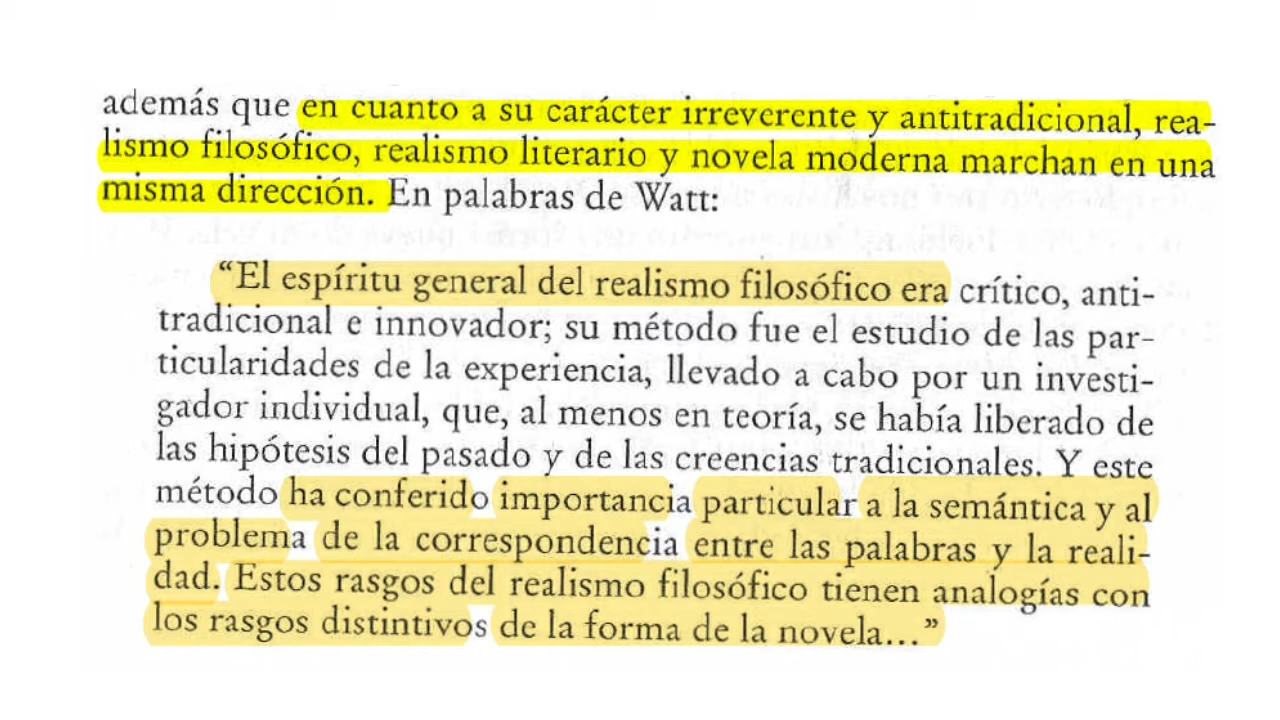 además que en cuanto a su carácter irreverente y antitradicional, rea-
lismo filosófico, realismo literario y novela moderna marchan en una
misma dirección. En palabras de Watt:
“El espíritu general del realismo filosófico era crítico, anti-
tradicional e innovador; su método fue el estudio de las par-
ticularidades de la experiencia, llevado a cabo por un investi-
gador individual, que, al menos en teoría, se había liberado de
las hipótesis del pasado y de las creencias tradicionales. Y este
método ha conferido importancia particular a la semántica y al
problema de la correspondencia entre las palabras y la reali-
dad. Estos rasgos del realismo filosófico tienen analogías con
los rasgos distintivos de la forma de la novela...”